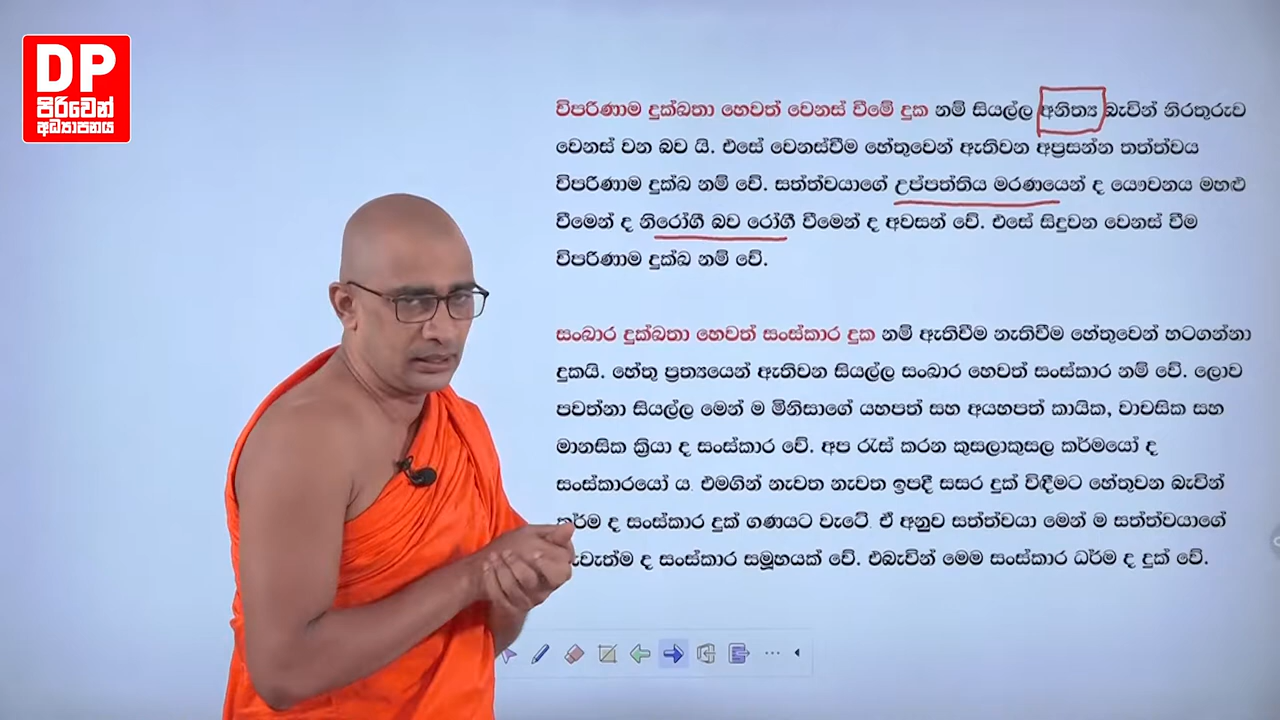 DP
පිරිවෙන්
අධ්‍යාපනය
විපරිණාම දුක්ඛතා හෙවත් වෙනස් වීමේ දුක නම් සියල්ල අනිත්‍ය බැවින් නිරතුරුව
වෙනස් වන බව යි. එසේ වෙනස්වීම හේතුවෙන් ඇතිවන අප්‍රසන්න තත්ත්වය
විපරිණාම දුක්ඛ නම් වේ. සත්ත්වයාගේ උප්පත්තිය මරණයෙන් ද යෞවනය මහළු
වීමෙන් ද නිරෝගී බව රෝගී වීමෙන් ද අවසන් වේ. එසේ සිදුවන වෙනස් වීම
විපරිණාම දුක්ඛ නම් වේ.
සංඛාර දුක්ඛතා හෙවත් සංස්කාර දුක නම් ඇතිවීම නැතිවීම හේතුවෙන් හටගන්නා
දුකයි. හේතු ප්‍රත්‍යයෙන් ඇතිවන සියල්ල සංඛාර හෙවත් සංස්කාර නම් වේ. ලොව
පවත්නා සියල්ල මෙන් ම මිනිසාගේ යහපත් සහ අයහපත් කායික, වාචසික සහ
මානසික ක්‍රියා ද සංස්කාර වේ. අප රැස් කරන කුසලාකුසල කර්මයෝ ද
සංස්කාරයෝ ය. එමගින් නැවත නැවත ඉපදී සසර දුක් විඳීමට හේතුවන බැවින්
ද සංස්කාර දුක් ගණයට වැටේ. ඒ අනුව සත්ත්වයා මෙන් ම සත්ත්වයාගේ
ද සංස්කාර සමූහයක් වේ. එබැවින් මෙම සංස්කාර ධර්ම ද දුක් වේ.